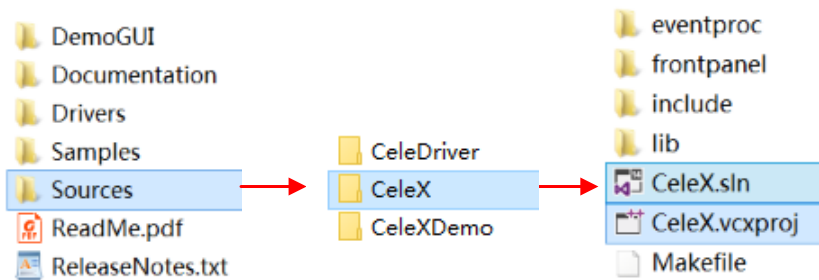 DemoGUI
Documentation
Drivers
Samples
Sources
ReadMe.pdf
ReleaseNotes.txt
CeleDriver
CeleX
CeleXDemo
eventproc
frontpanel
include
lib
CeleX.sln
CeleX.vcxproj
Makefile